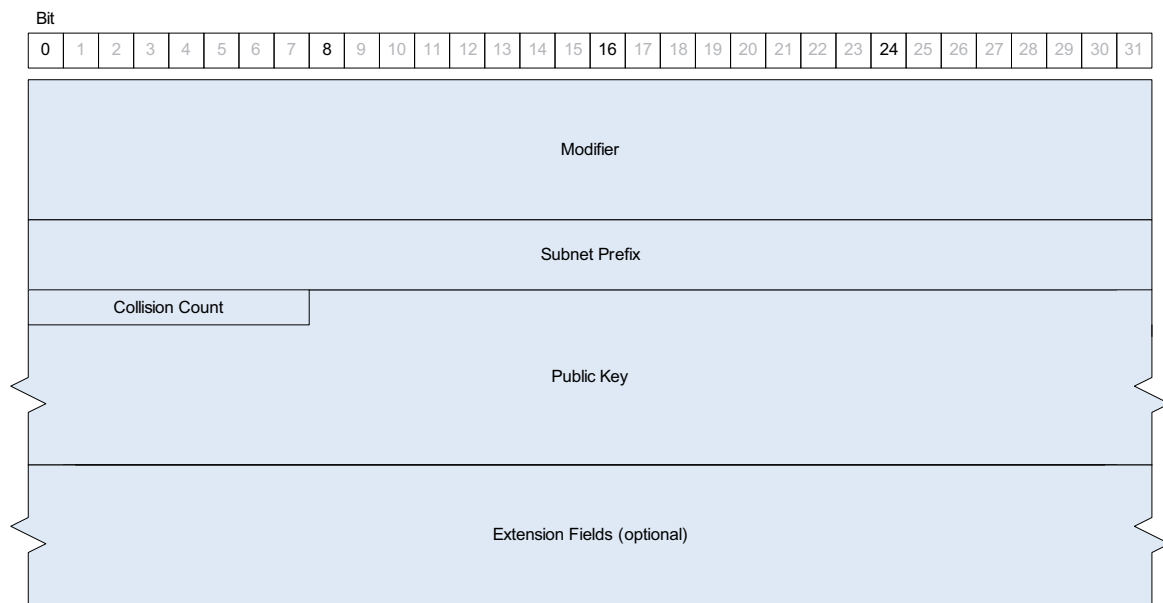 Bit
0 1 2 3 4 5 6 7 8 9 10 11 12 13 14 15 16 17 18 19 20 21 22 23 24 25 26 27 28 29 30 31
Modifier
Subnet Prefix
Collision Count
Public Key
Extension Fields (optional)